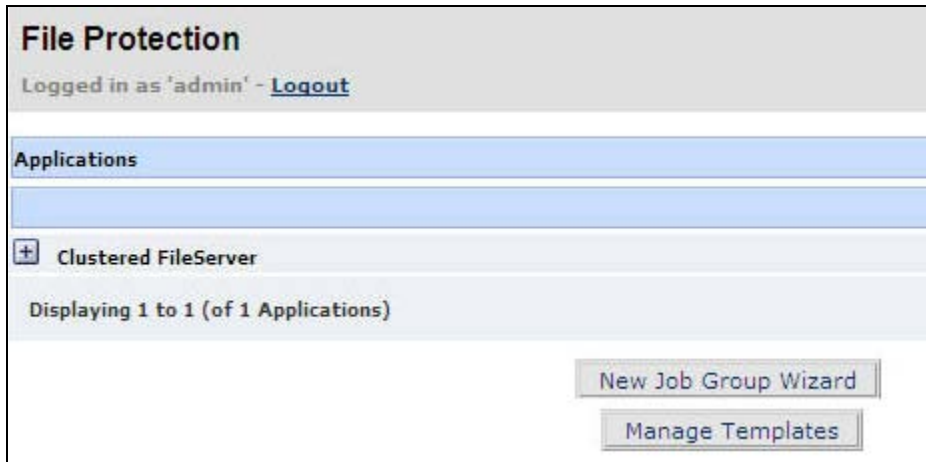 File Protection
Logged in as 'admin' - Logout
Applications
Clustered FileServer
Displaying 1 to 1 (of 1 Applications)
New Job Group Wizard
Manage Templates